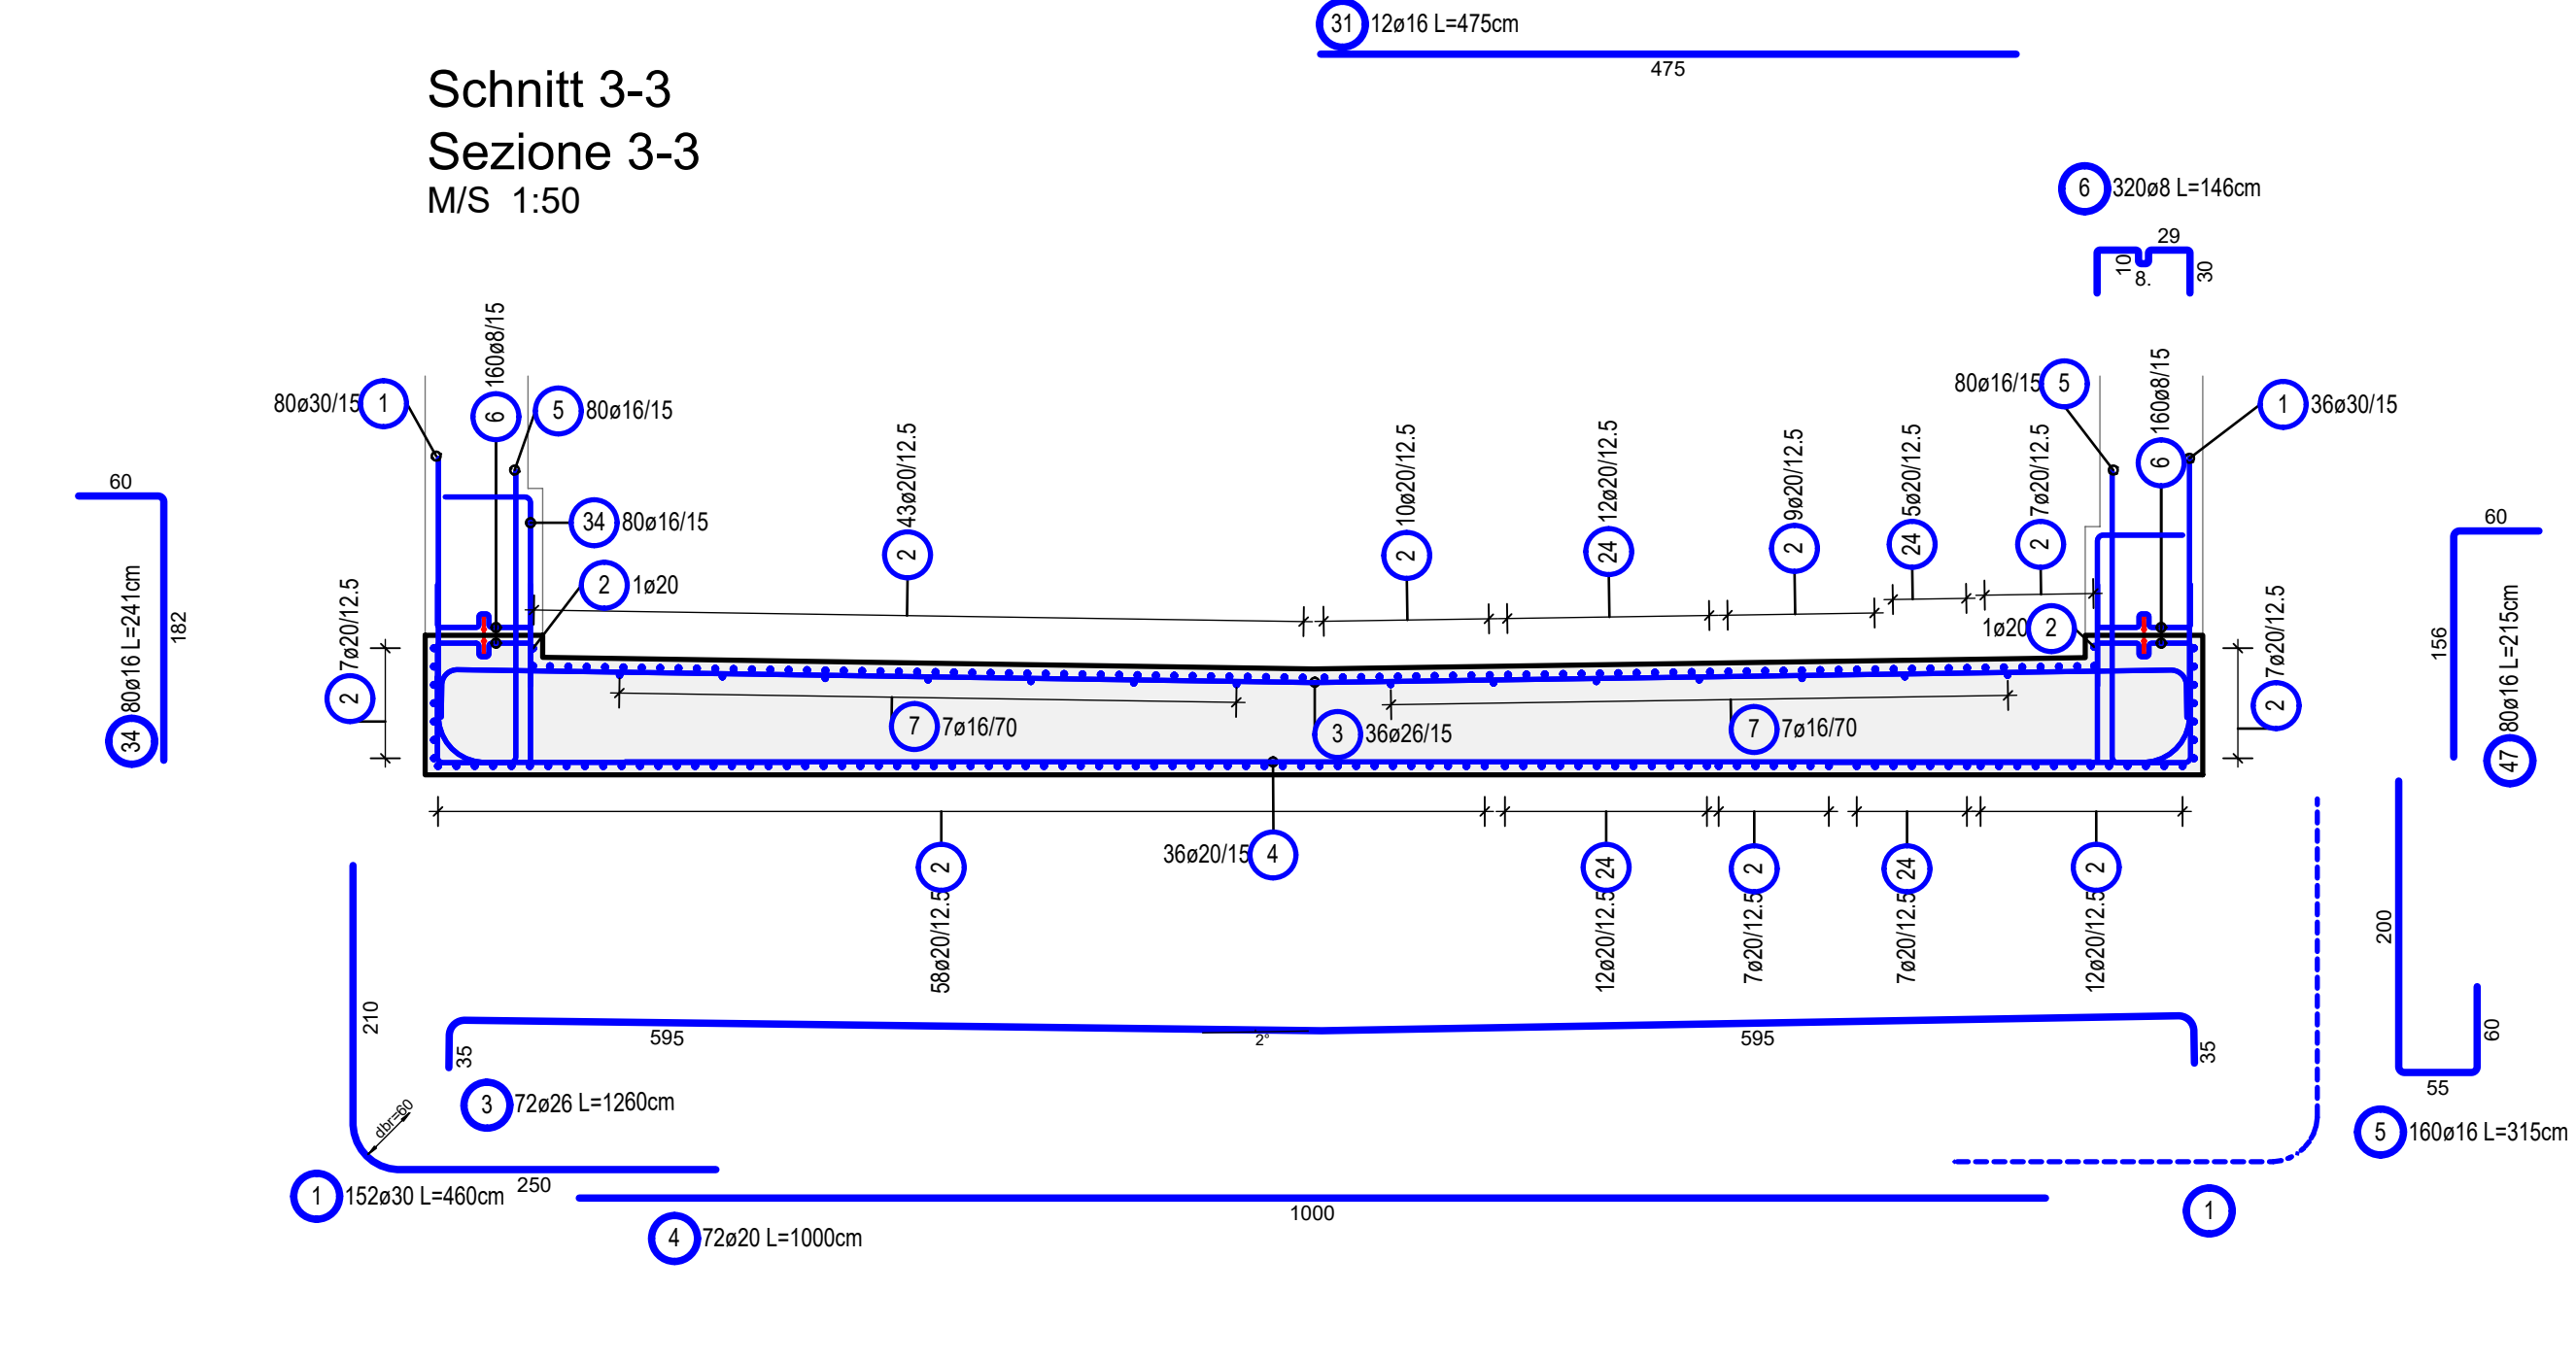 31 12ø16 L=475cm
475
Schnitt 3-3
Sezione 3-3
M/S 1:50
6 320ø8 L=146cm
29
10
8.
30
160ø8/15
6
80ø30/15 1
5 80ø16/15
80ø16/15 5
160ø8/15
6
1 36ø30/15
60
182
34 80ø16 L=241cm
34 80ø16/15
2 1ø20
2 7ø20/12.5
2 43ø20/12.5
2 10ø20/12.5
24 12ø20/12.5
2 9ø20/12.5
24 5ø20/12.5
2 7ø20/12.5
1ø20 2
2 7ø20/12.5
60
156
47 80ø16 L=215cm
7 7ø16/70
3 36ø26/15
7 7ø16/70
36ø20/15 4
2 58ø20/12.5
24 12ø20/12.5
2 7ø20/12.5
24 7ø20/12.5
2 12ø20/12.5
210
35
595
2°
595
35
200
60
55
3 72ø26 L=1260cm
dbr=60
5 160ø16 L=315cm
1 152ø30 L=460cm
250
1000
1
4 72ø20 L=1000cm